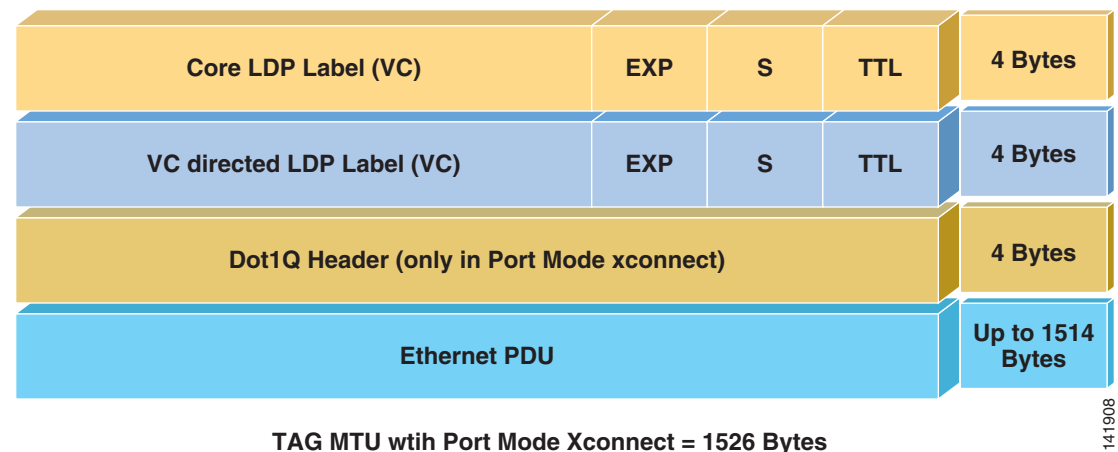 Core LDP Label (VC) EXP S TTL 4 Bytes
VC directed LDP Label (VC) EXP S TTL 4 Bytes
Dot1Q Header (only in Port Mode xconnect) 4 Bytes
Ethernet PDU Up to 1514
Bytes
TAG MTU wtih Port Mode Xconnect = 1526 Bytes
141908